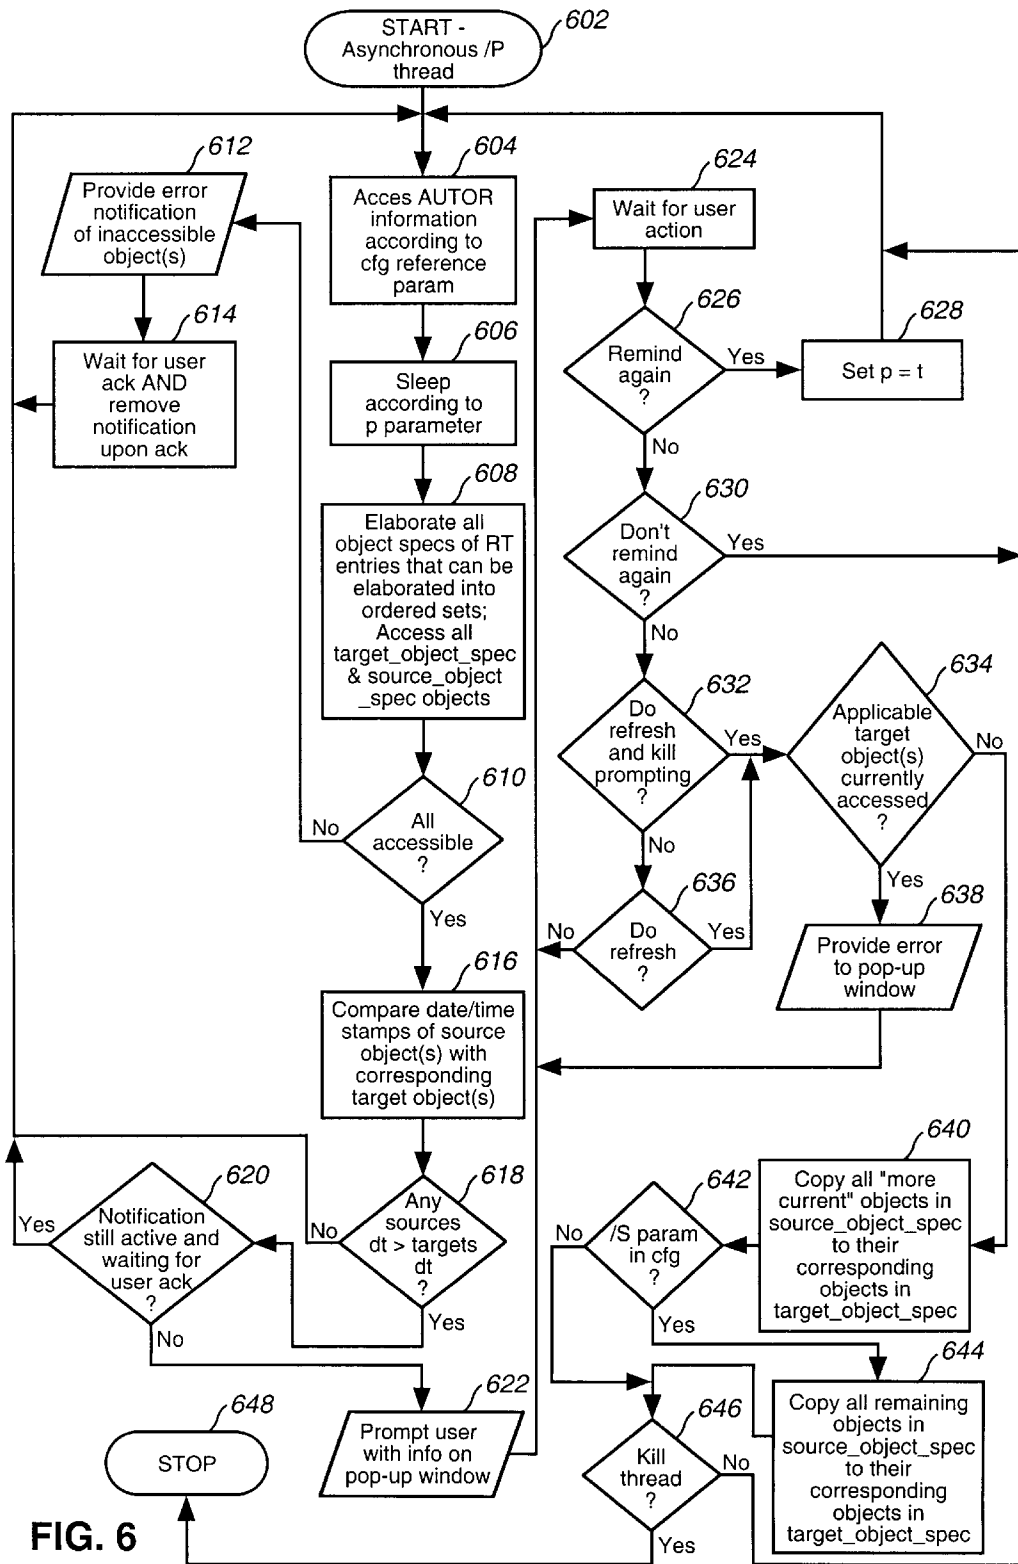 START -
Asynchronous /P
thread
602
612
Provide error
notification
of inaccessible
object(s)
604
Acces AUTOR
information
according to
cfg reference
param
624
Wait for user
action
614
Wait for user
ack AND
remove
notification
upon ack
606
Sleep
according to
p parameter
626
Remind
again
?
Yes
No
628
Set p = t
608
Elaborate all
object specs of RT
entries that can be
elaborated into
ordered sets;
Access all
target_object_spec
& source_object
_spec objects
630
Don't
remind
again
?
Yes
No
632
Do
refresh
and kill
prompting
?
Yes
No
634
Applicable
target
object(s)
currently
accessed
?
No
Yes
610
All
accessible
?
No
Yes
636
Do
refresh
?
No
Yes
638
Provide error
to pop-up
window
616
Compare date/time
stamps of source
object(s) with
corresponding
target object(s)
618
Any
sources
dt > targets
dt
?
No
Yes
620
Notification
still active and
waiting for
user ack
?
Yes
No
640
Copy all "more
current" objects in
source_object_spec
to their
corresponding
objects in
target_object_spec
642
/S param
in cfg
?
No
Yes
622
Prompt user
with info on
pop-up window
644
Copy all remaining
objects in
source_object_spec
to their
corresponding
objects in
target_object_spec
646
Kill
thread
?
No
Yes
648
STOP
FIG. 6